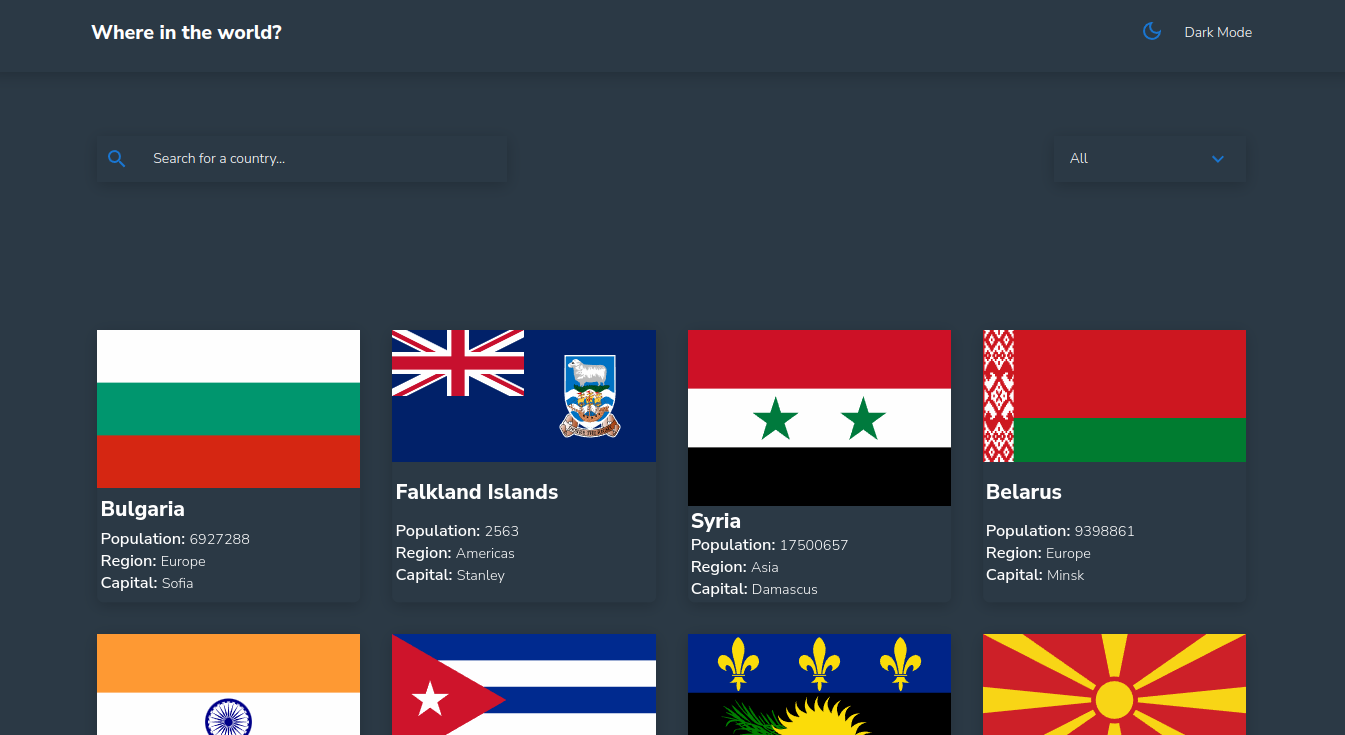 Where in the world?
Dark Mode
Search for a country...
All
Bulgaria
Population: 6927288
Region: Europe
Capital: Sofia
Falkland Islands
Population: 2563
Region: Americas
Capital: Stanley
Syria
Population: 17500657
Region: Asia
Capital: Damascus
Belarus
Population: 9398861
Region: Europe
Capital: Minsk